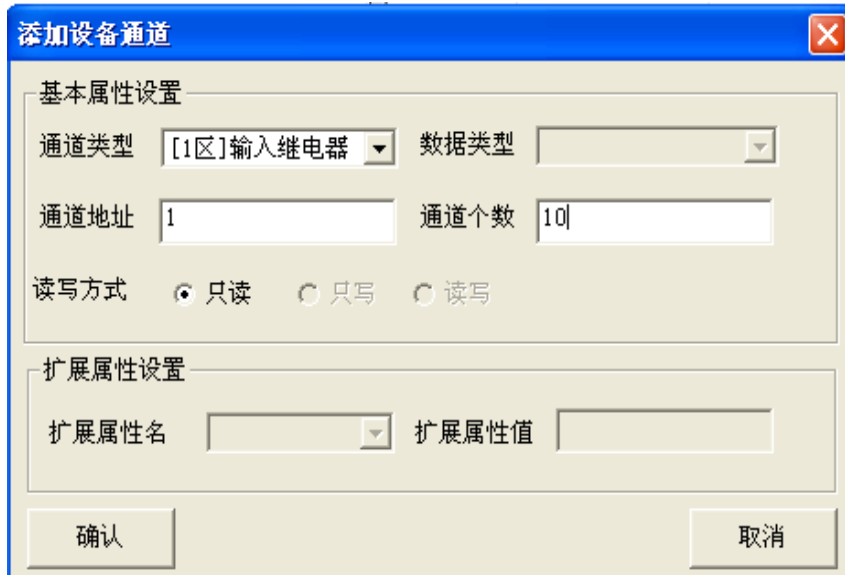 添加设备通道
基本属性设置
通道类型 [1区]输入继电器 数据类型
通道地址 1 通道个数 10
读写方式 只读 只写 读写
扩展属性设置
扩展属性名 扩展属性值
确认 取消